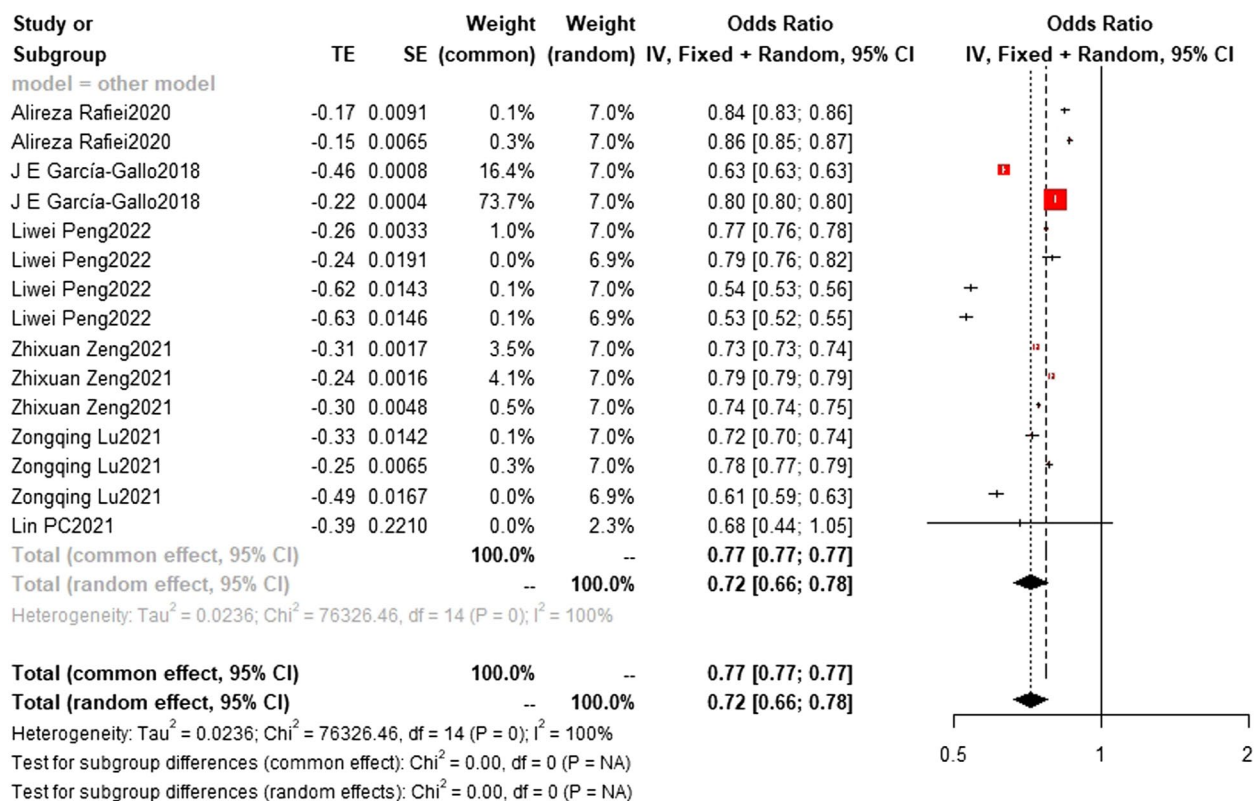 Study or Weight Weight Odds Ratio Odds Ratio
Subgroup TE SE (common) (random) IV, Fixed + Random, 95% CI IV, Fixed + Random, 95% CI
model = other model
Alireza Rafiei2020 -0.17 0.0091 0.1% 7.0% 0.84 [0.83; 0.86]
Alireza Rafiei2020 -0.15 0.0065 0.3% 7.0% 0.86 [0.85; 0.87]
J E García-Gallo2018 -0.46 0.0008 16.4% 7.0% 0.63 [0.63; 0.63]
J E García-Gallo2018 -0.22 0.0004 73.7% 7.0% 0.80 [0.80; 0.80]
Liwei Peng2022 -0.26 0.0033 1.0% 7.0% 0.77 [0.76; 0.78]
Liwei Peng2022 -0.24 0.0191 0.0% 6.9% 0.79 [0.76; 0.82]
Liwei Peng2022 -0.62 0.0143 0.1% 7.0% 0.54 [0.53; 0.56]
Liwei Peng2022 -0.63 0.0146 0.1% 6.9% 0.53 [0.52; 0.55]
Zhixuan Zeng2021 -0.31 0.0017 3.5% 7.0% 0.73 [0.73; 0.74]
Zhixuan Zeng2021 -0.24 0.0016 4.1% 7.0% 0.79 [0.79; 0.79]
Zhixuan Zeng2021 -0.30 0.0048 0.5% 7.0% 0.74 [0.74; 0.75]
Zongqing Lu2021 -0.33 0.0142 0.1% 7.0% 0.72 [0.70; 0.74]
Zongqing Lu2021 -0.25 0.0065 0.3% 7.0% 0.78 [0.77; 0.79]
Zongqing Lu2021 -0.49 0.0167 0.0% 6.9% 0.61 [0.59; 0.63]
Lin PC2021 -0.39 0.2210 0.0% 2.3% 0.68 [0.44; 1.05]
Total (common effect, 95% CI) 100.0% -- 0.77 [0.77; 0.77]
Total (random effect, 95% CI) -- 100.0% 0.72 [0.66; 0.78]
Heterogeneity: Tau² = 0.0236; Chi² = 76326.46, df = 14 (P = 0); I² = 100%
Total (common effect, 95% CI) 100.0% -- 0.77 [0.77; 0.77]
Total (random effect, 95% CI) -- 100.0% 0.72 [0.66; 0.78]
Heterogeneity: Tau² = 0.0236; Chi² = 76326.46, df = 14 (P = 0); I² = 100%
0.5 1 2
Test for subgroup differences (common effect): Chi² = 0.00, df = 0 (P = NA)
Test for subgroup differences (random effects): Chi² = 0.00, df = 0 (P = NA)